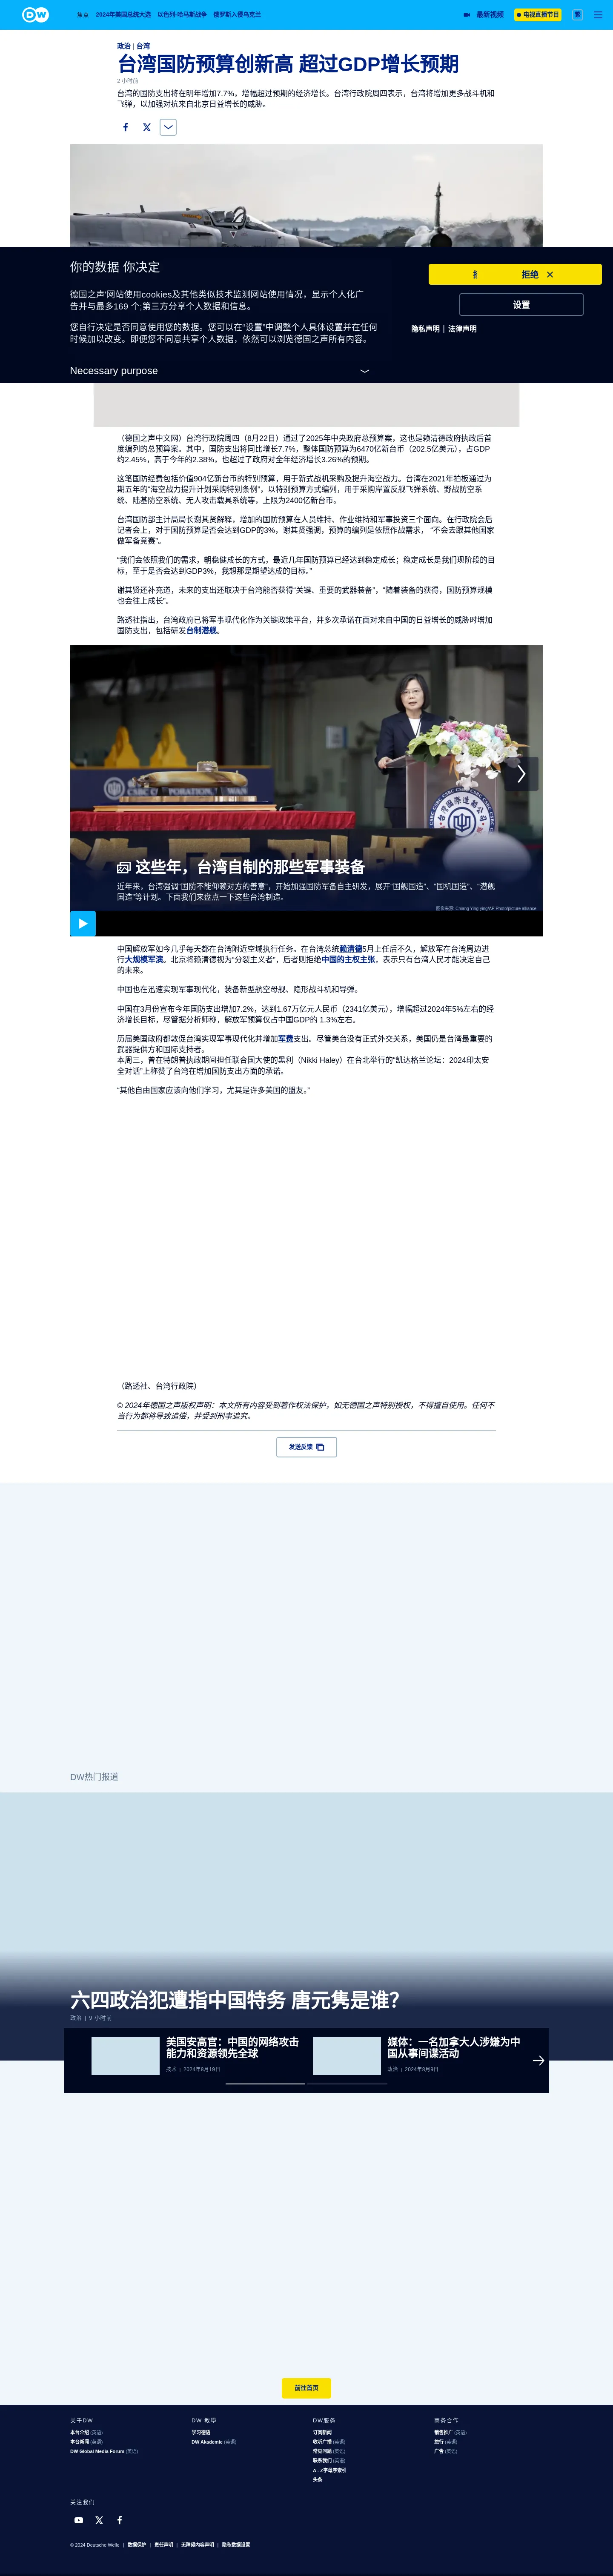 DW
焦点 2024年美国总统大选 以色列-哈马斯战争 俄罗斯入侵乌克兰
最新视频 电视直播节目 繁
政治 | 台湾
台湾国防预算创新高 超过GDP增长预期
2 小时前
台湾的国防支出将在明年增加7.7%，增幅超过预期的经济增长。台湾行政院周四表示，台湾将增加更多战斗机和
飞弹，以加强对抗来自北京日益增长的威胁。
你的数据 你决定
德国之声'网站使用cookies及其他类似技术监测网站使用情况，显示个人化广
告并与最多169 个;第三方分享个人数据和信息。
您自行决定是否同意使用您的数据。您可以在"设置"中调整个人具体设置并在任何
时候加以改变。即便您不同意共享个人数据，依然可以浏览德国之声所有内容。
Necessary purpose
拒绝
设置
隐私声明 | 法律声明
（德国之声中文网）台湾行政院周四（8月22日）通过了2025年中央政府总预算案，这也是赖清德政府执政后首
度编列的总预算案。其中，国防支出将同比增长7.7%，整体国防预算为6470亿新台币（202.5亿美元），占GDP
约2.45%，高于今年的2.38%，也超过了政府对全年经济增长3.26%的预期。
这笔国防经费包括价值904亿新台币的特别预算，用于新式战机采购及提升海空战力。台湾在2021年拍板通过为
期五年的"海空战力提升计划采购特别条例"，以特别预算方式编列，用于采购岸置反舰飞弹系统、野战防空系
统、陆基防空系统、无人攻击载具系统等，上限为2400亿新台币。
台湾国防部主计局局长谢其贤解释，增加的国防预算在人员维持、作业维持和军事投资三个面向。在行政院会后
记者会上，对于国防预算是否会达到GDP的3%，谢其贤强调，预算的编列是依照作战需求， "不会去跟其他国家
做军备竞赛"。
"我们会依照我们的需求，朝稳健成长的方式，最近几年国防预算已经达到稳定成长；稳定成长是我们现阶段的目
标，至于是否会达到GDP3%，我想那是期望达成的目标。"
谢其贤还补充道，未来的支出还取决于台湾能否获得"关键、重要的武器装备"，"随着装备的获得，国防预算规模
也会往上成长"。
路透社指出，台湾政府已将军事现代化作为关键政策平台，并多次承诺在面对来自中国的日益增长的威胁时增加
国防支出，包括研发台制潜舰。
CSBC CORPORATION, TAIWAN
台湾國際造船公司
这些年，台湾自制的那些军事装备
近年来，台湾强调"国防不能仰赖对方的善意"，开始加强国防军备自主研发，展开"国舰国造"、"国机国造"、"潜舰
国造"等计划。下面我们来盘点一下这些台湾制造。
图像来源: Chiang Ying-ying/AP Photo/picture alliance
中国解放军如今几乎每天都在台湾附近空域执行任务。在台湾总统赖清德5月上任后不久，解放军在台湾周边进
行大规模军演。北京将赖清德视为"分裂主义者"，后者则拒绝中国的主权主张，表示只有台湾人民才能决定自己
的未来。
中国也在迅速实现军事现代化，装备新型航空母舰、隐形战斗机和导弹。
中国在3月份宣布今年国防支出增加7.2%，达到1.67万亿元人民币（2341亿美元），增幅超过2024年5%左右的经
济增长目标，尽管据分析师称，解放军预算仅占中国GDP的 1.3%左右。
历届美国政府都敦促台湾实现军事现代化并增加军费支出。尽管美台没有正式外交关系，美国仍是台湾最重要的
武器提供方和国际支持者。
本周三，曾在特朗普执政期间担任联合国大使的黑利（Nikki Haley）在台北举行的"凯达格兰论坛：2024印太安
全对话"上称赞了台湾在增加国防支出方面的承诺。
"其他自由国家应该向他们学习，尤其是许多美国的盟友。"
（路透社、台湾行政院）
© 2024年德国之声版权声明：本文所有内容受到著作权法保护，如无德国之声特别授权，不得擅自使用。任何不
当行为都将导致追偿，并受到刑事追究。
发送反馈
DW热门报道
六四政治犯遭指中国特务 唐元隽是谁？
政治 | 9 小时前
美国安高官：中国的网络攻击
能力和资源领先全球
技术 | 2024年8月19日
媒体：一名加拿大人涉嫌为中
国从事间谍活动
政治 | 2024年8月9日
前往首页
关于DW
本台介绍 (英语)
本台新闻 (英语)
DW Global Media Forum (英语)
DW 教学
学习德语
DW Akademie (英语)
DW服务
订阅新闻
收听广播 (英语)
常见问题 (英语)
联系我们 (英语)
A - Z字母序索引
头条
商务合作
销售推广 (英语)
旅行 (英语)
广告 (英语)
关注我们
© 2024 Deutsche Welle | 数据保护 | 责任声明 | 无障碍内容声明 | 隐私数据设置